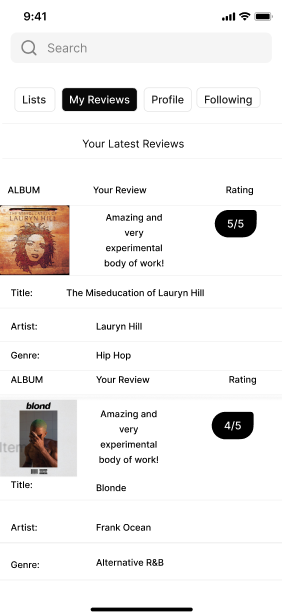 9:41
Search
Lists My Reviews Profile Following
Your Latest Reviews
ALBUM Your Review Rating
THE MISEDUCATION OF
LAURYN HILL
Amazing and
very
experimental
body of work!
5/5
Title: The Miseducation of Lauryn Hill
Artist: Lauryn Hill
Genre: Hip Hop
ALBUM Your Review Rating
blond
Amazing and
very
experimental
body of work!
4/5
Title: Blonde
Artist: Frank Ocean
Genre: Alternative R&B